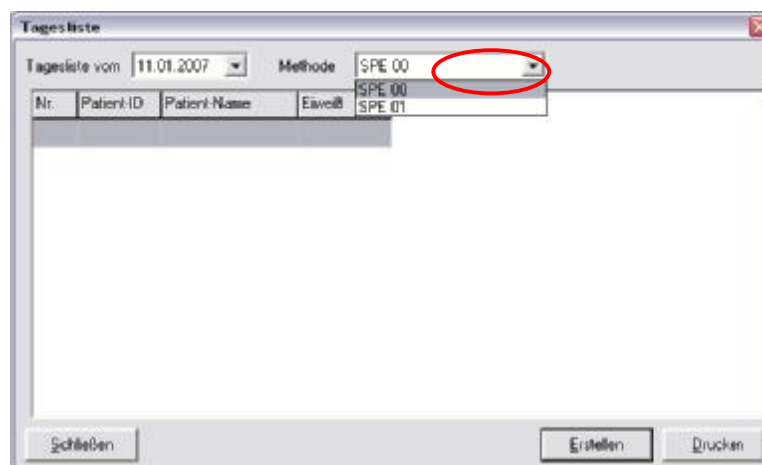 Tagesliste
Tagesliste vom 11.01.2007 Methode SPE 00
SPE 00
SPE 01
Nr. Patient-ID Patient-Name Eiweiß
Schließen Erstellen Drucken